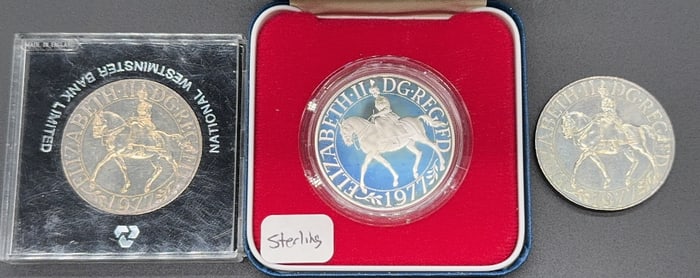 MADE IN ENGLAND
NATIONAL WESTMINSTER BANK LIMITED
ELIZABETH·II DG·REG·FD
1977
ELIZABETH·II·DG·REG·FD
1977
Sterling
ELIZABETH·II DG·REG·FD
1977